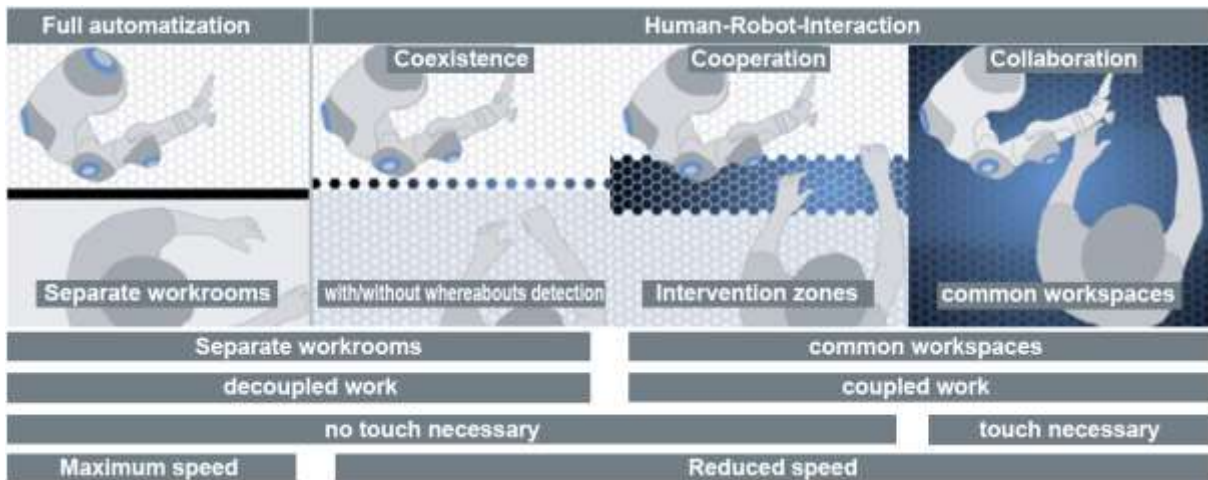 Full automatization
Human-Robot-Interaction
Coexistence
Cooperation
Collaboration
Separate workrooms
with/without whereabouts detection
Intervention zones
common workspaces
Separate workrooms
common workspaces
decoupled work
coupled work
no touch necessary
touch necessary
Maximum speed
Reduced speed